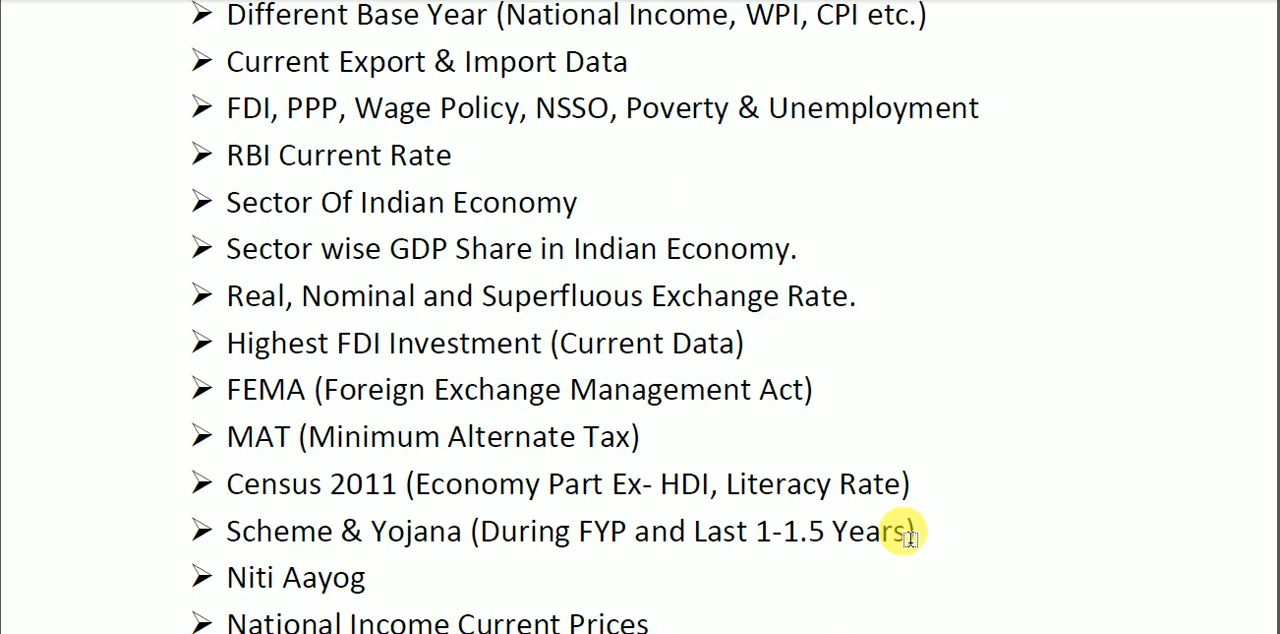 ➢ Different Base Year (National Income, WPI, CPI etc.)
➢ Current Export & Import Data
➢ FDI, PPP, Wage Policy, NSSO, Poverty & Unemployment
➢ RBI Current Rate
➢ Sector Of Indian Economy
➢ Sector wise GDP Share in Indian Economy.
➢ Real, Nominal and Superfluous Exchange Rate.
➢ Highest FDI Investment (Current Data)
➢ FEMA (Foreign Exchange Management Act)
➢ MAT (Minimum Alternate Tax)
➢ Census 2011 (Economy Part Ex- HDI, Literacy Rate)
➢ Scheme & Yojana (During FYP and Last 1-1.5 Years)
➢ Niti Aayog
➢ National Income Current Prices